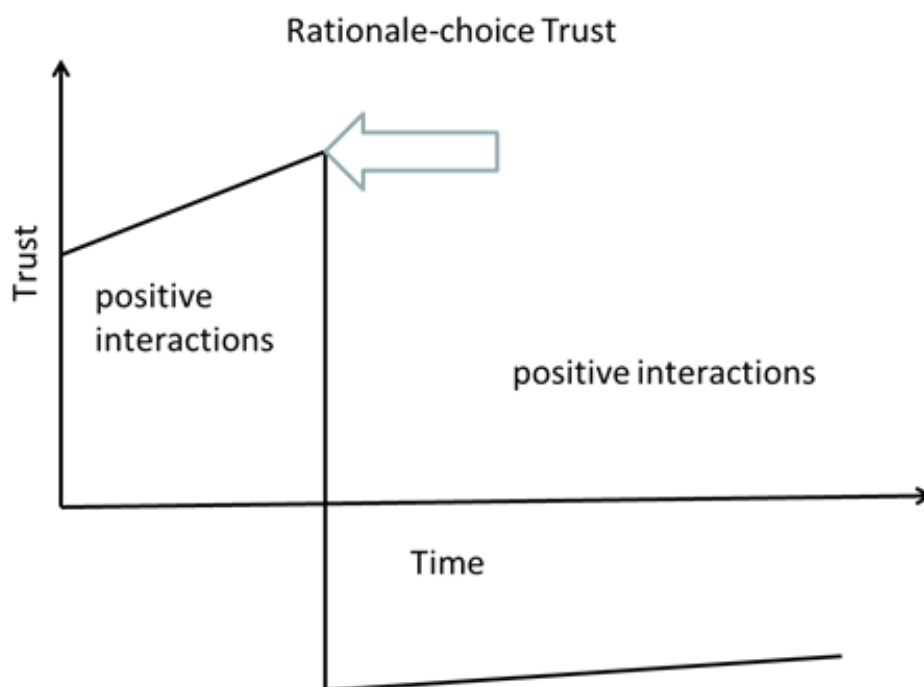 Rationale-choice Trust
Trust
positive
interactions
positive interactions
Time